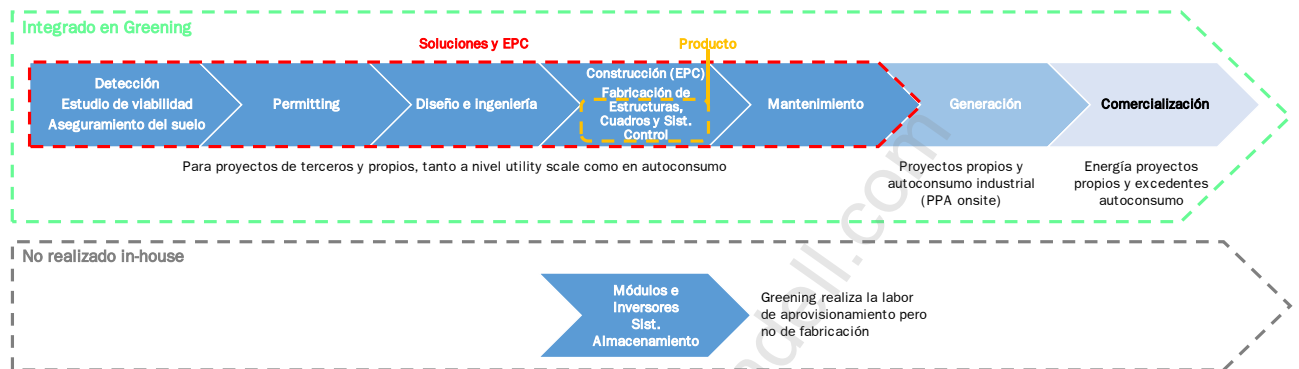 Integrado en Greening
Soluciones y EPC
Producto
Detección
Estudio de viabilidad
Aseguramiento del suelo
Permitting
Diseño e ingeniería
Construcción (EPC)
Fabricación de
Estructuras,
Cuadros y Sist.
Control
Mantenimiento
Generación
Comercialización
Para proyectos de terceros y propios, tanto a nivel utility scale como en autoconsumo
Proyectos propios y
autoconsumo industrial
(PPA onsite)
Energía proyectos
propios y excedentes
autoconsumo
No realizado in-house
Módulos e
Inversores
Sist.
Almacenamiento
Greening realiza la labor
de aprovisionamiento pero
no de fabricación